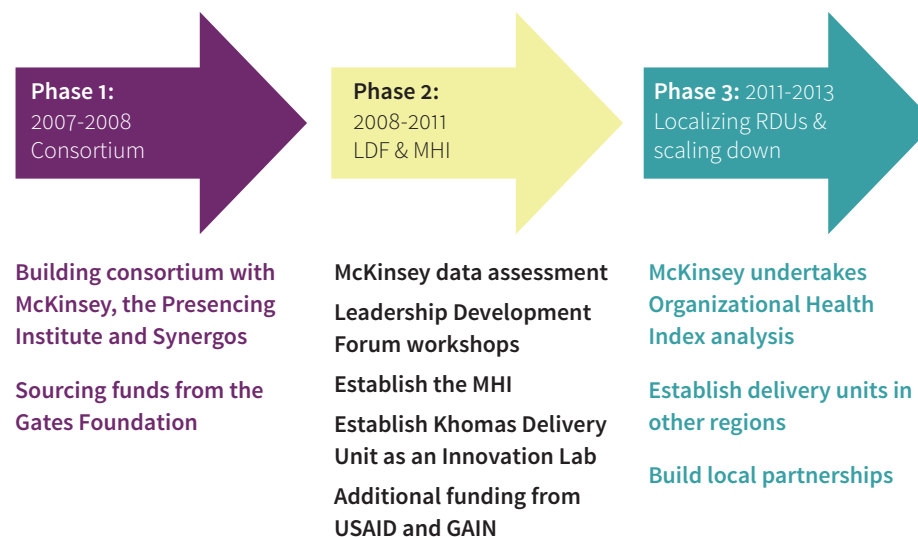 Phase 1:
2007-2008
Consortium
Building consortium with
McKinsey, the Presencing
Institute and Synergos
Sourcing funds from the
Gates Foundation
Phase 2:
2008-2011
LDF & MHI
McKinsey data assessment
Leadership Development
Forum workshops
Establish the MHI
Establish Khomas Delivery
Unit as an Innovation Lab
Additional funding from
USAID and GAIN
Phase 3: 2011-2013
Localizing RDUs &
scaling down
McKinsey undertakes
Organizational Health
Index analysis
Establish delivery units in
other regions
Build local partnerships